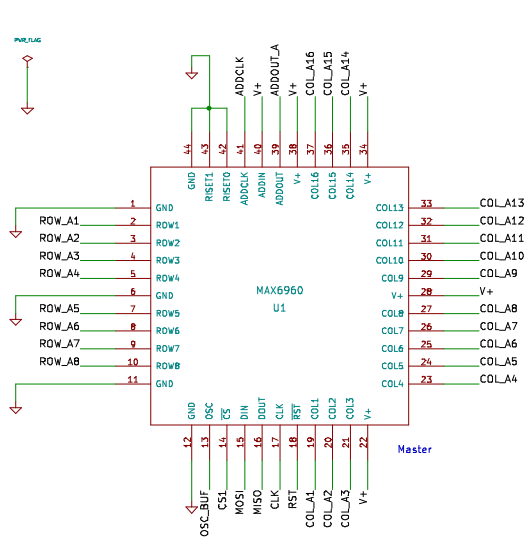 PWR_FLAG
ADDCLK
V+
ADDOUT_A
V+
COL_A16
COL_A15
COL_A14
V+
44
43
42
41
40
39
38
37
36
35
34
GND
RISET1
RISET0
ADDCLK
ADDIN
ADDOUT
V+
COL16
COL15
COL14
V+
1 GND
ROW_A1 2 ROW1
ROW_A2 3 ROW2
ROW_A3 4 ROW3
ROW_A4 5 ROW4
6 GND
ROW_A5 7 ROW5
ROW_A6 8 ROW6
ROW_A7 9 ROW7
ROW_A8 10 ROW8
11 GND
MAX6960
U1
COL13 33 COL_A13
COL12 32 COL_A12
COL11 31 COL_A11
COL10 30 COL_A10
COL9 29 COL_A9
V+ 28 V+
COL8 27 COL_A8
COL7 26 COL_A7
COL6 25 COL_A6
COL5 24 COL_A5
COL4 23 COL_A4
GND
OSC
CS
DIN
DOUT
CLK
RST
COL1
COL2
COL3
V+
12
13
14
15
16
17
18
19
20
21
22
Master
OSC_BUF
CS1
MOSI
MISO
CLK
RST
COL_A1
COL_A2
COL_A3
V+